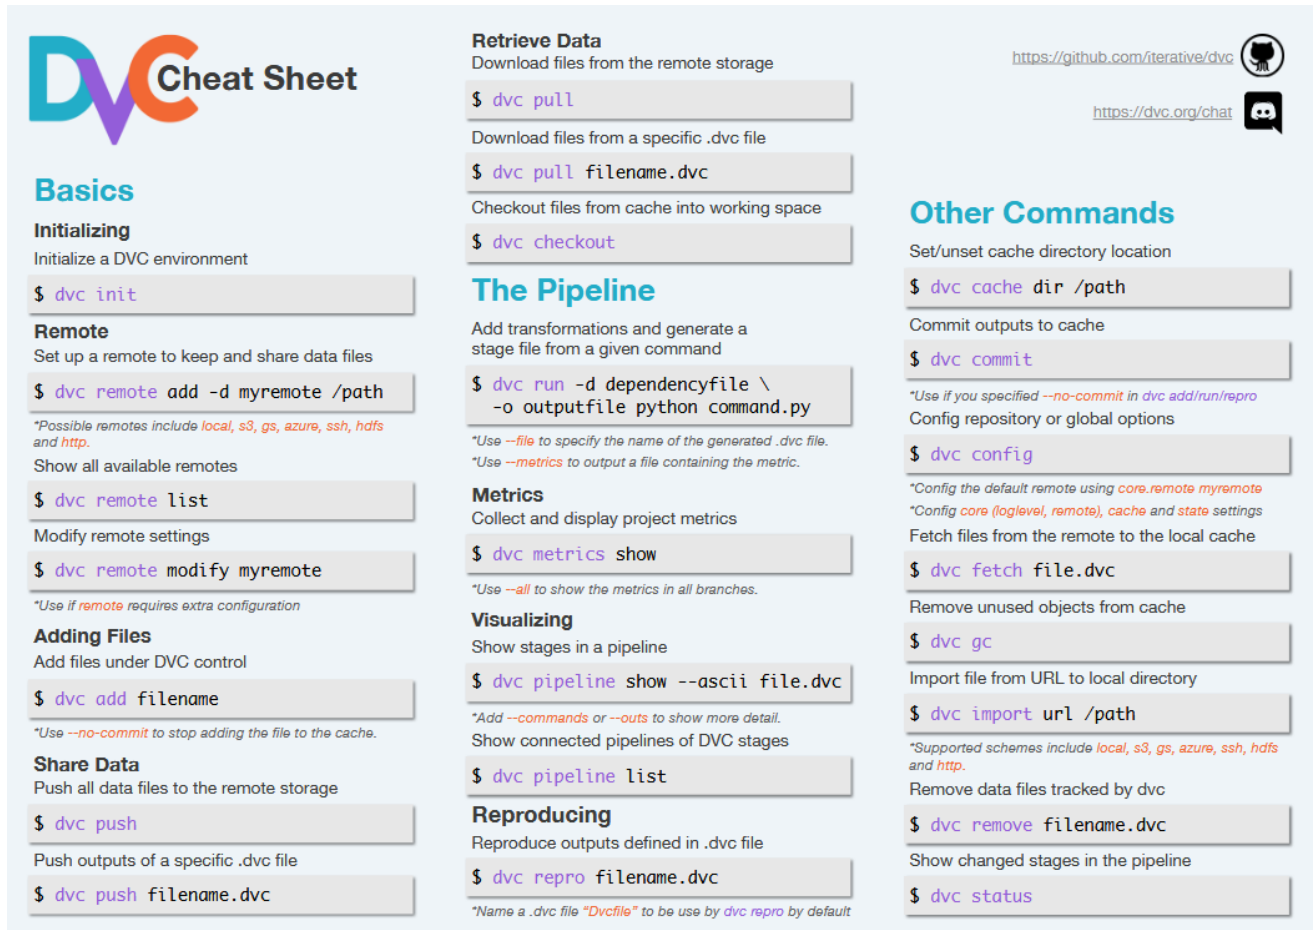 DVC Cheat Sheet
Basics
Initializing
Initialize a DVC environment
$ dvc init
Remote
Set up a remote to keep and share data files
$ dvc remote add -d myremote /path
*Possible remotes include local, s3, gs, azure, ssh, hdfs
and http.
Show all available remotes
$ dvc remote list
Modify remote settings
$ dvc remote modify myremote
*Use if remote requires extra configuration
Adding Files
Add files under DVC control
$ dvc add filename
*Use --no-commit to stop adding the file to the cache.
Share Data
Push all data files to the remote storage
$ dvc push
Push outputs of a specific .dvc file
$ dvc push filename.dvc
Retrieve Data
Download files from the remote storage
$ dvc pull
Download files from a specific .dvc file
$ dvc pull filename.dvc
Checkout files from cache into working space
$ dvc checkout
The Pipeline
Add transformations and generate a
stage file from a given command
$ dvc run -d dependencyfile \
-o outputfile python command.py
*Use --file to specify the name of the generated .dvc file.
*Use --metrics to output a file containing the metric.
Metrics
Collect and display project metrics
$ dvc metrics show
*Use --all to show the metrics in all branches.
Visualizing
Show stages in a pipeline
$ dvc pipeline show --ascii file.dvc
*Add --commands or --outs to show more detail.
Show connected pipelines of DVC stages
$ dvc pipeline list
Reproducing
Reproduce outputs defined in .dvc file
$ dvc repro filename.dvc
*Name a .dvc file “Dvcfile” to be use by dvc repro by default
https://github.com/iterative/dvc
https://dvc.org/chat
Other Commands
Set/unset cache directory location
$ dvc cache dir /path
Commit outputs to cache
$ dvc commit
*Use if you specified --no-commit in dvc add/run/repro
Config repository or global options
$ dvc config
*Config the default remote using core.remote myremote
*Config core (loglevel, remote), cache and state settings
Fetch files from the remote to the local cache
$ dvc fetch file.dvc
Remove unused objects from cache
$ dvc gc
Import file from URL to local directory
$ dvc import url /path
*Supported schemes include local, s3, gs, azure, ssh, hdfs
and http.
Remove data files tracked by dvc
$ dvc remove filename.dvc
Show changed stages in the pipeline
$ dvc status